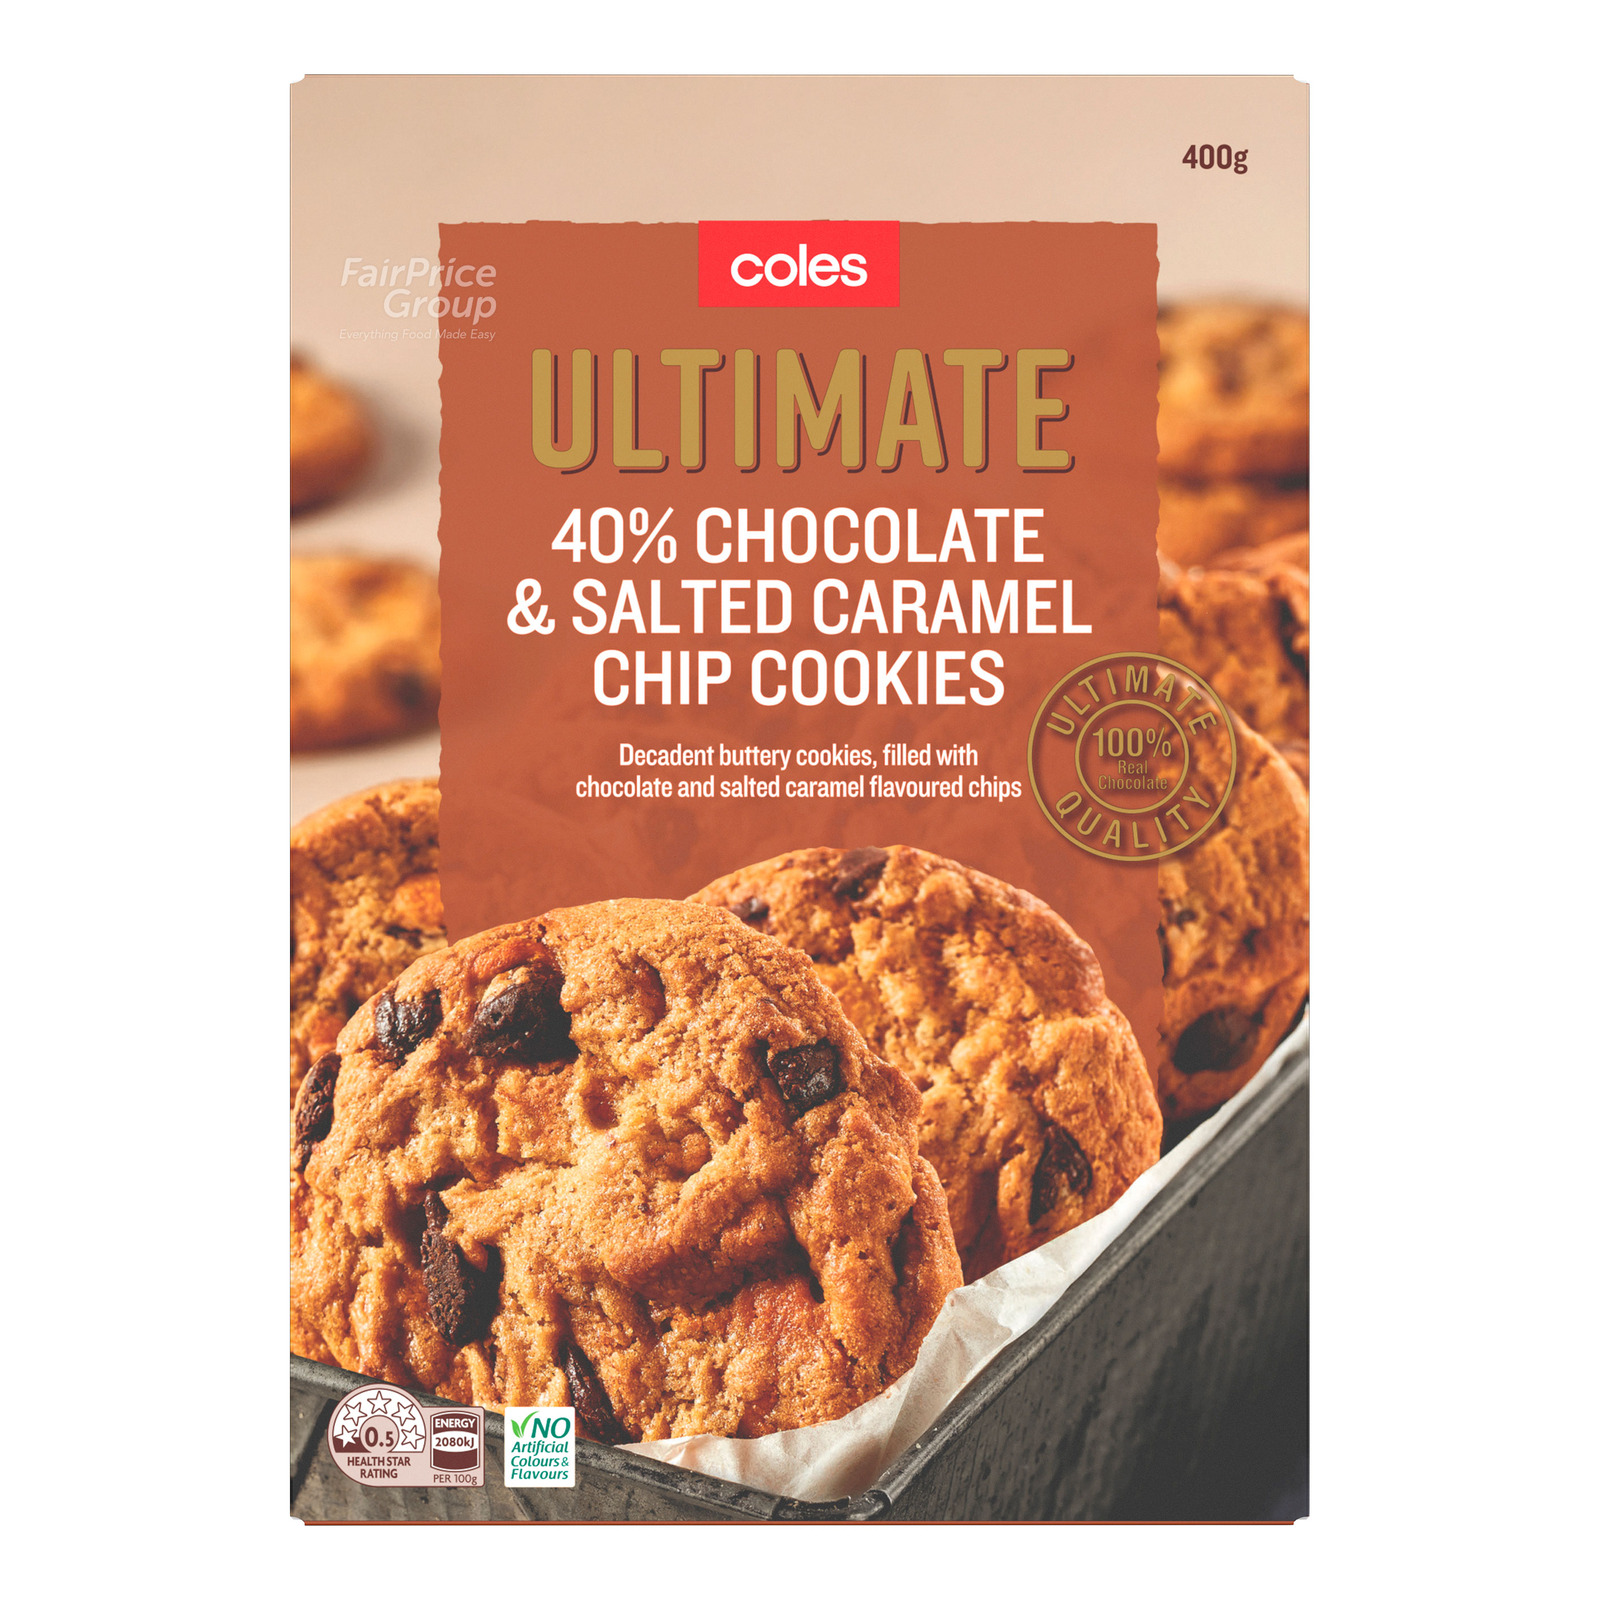 400g
coles
FairPrice
Group
Everything Food Made Easy
ULTIMATE
40% CHOCOLATE
& SALTED CARAMEL
CHIP COOKIES
Decadent buttery cookies, filled with
chocolate and salted caramel flavoured chips
ULTIMATE
100%
Real
Chocolate
QUALITY
0.5
HEALTH STAR
RATING
ENERGY
2080kJ
PER 100g
NO
Artificial
Colours &
Flavours